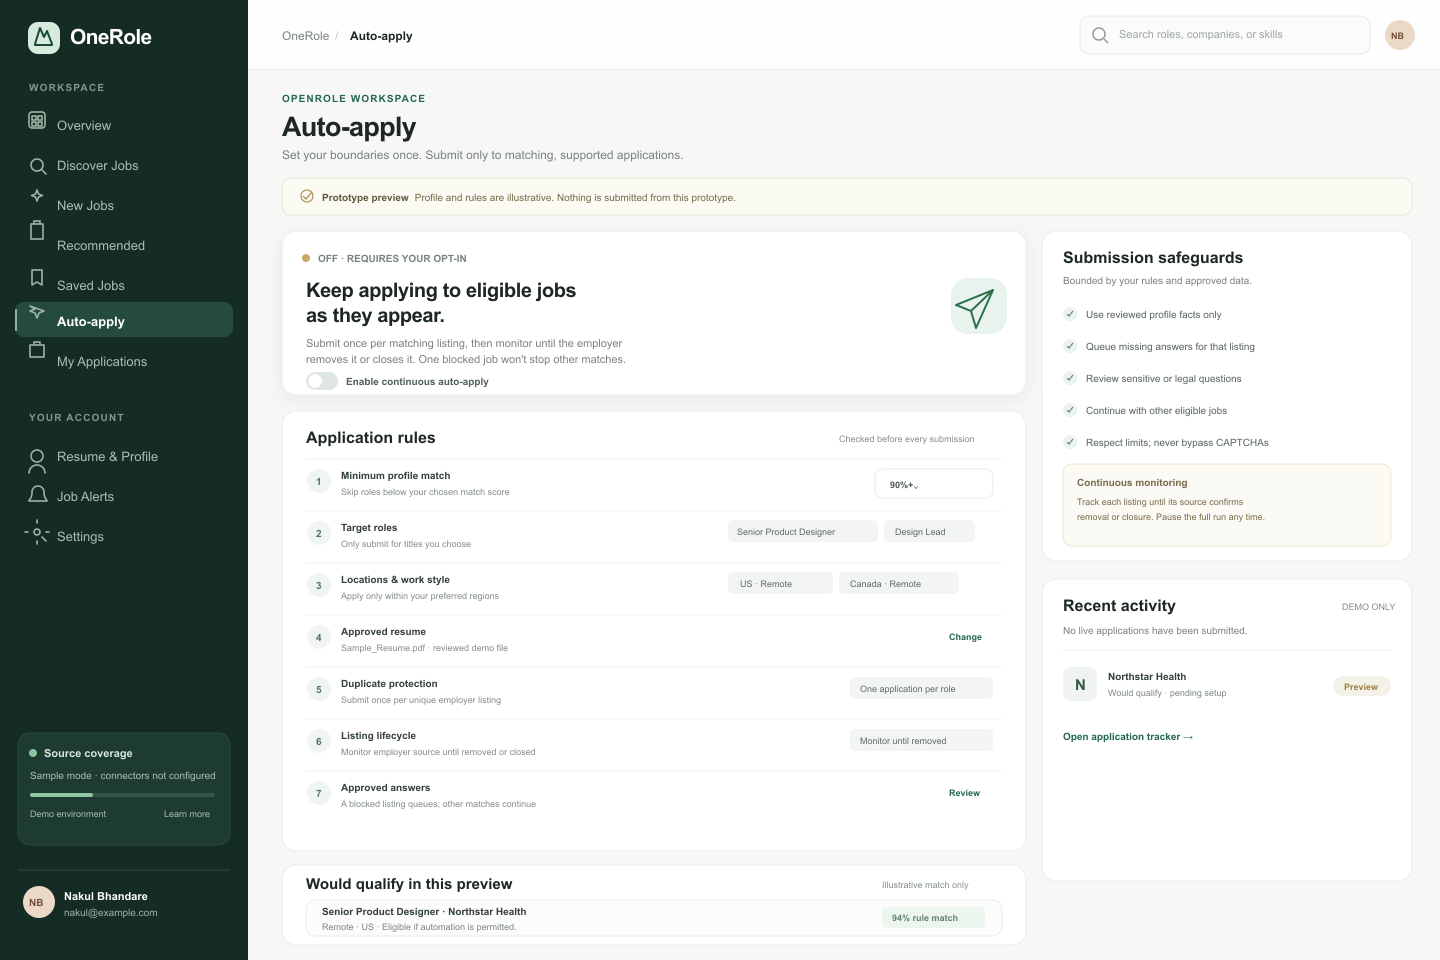 OneRole
WORKSPACE
Overview
Discover Jobs
New Jobs
Recommended
Saved Jobs
Auto-apply
My Applications
YOUR ACCOUNT
Resume & Profile
Job Alerts
Settings
Source coverage
Sample mode · connectors not configured
Demo environment Learn more
NB
Nakul Bhandare
nakul@example.com
OneRole / Auto-apply
Search roles, companies, or skills
NB
OPENROLE WORKSPACE
Auto-apply
Set your boundaries once. Submit only to matching, supported applications.
Prototype preview Profile and rules are illustrative. Nothing is submitted from this prototype.
OFF · REQUIRES YOUR OPT-IN
Keep applying to eligible jobs
as they appear.
Submit once per matching listing, then monitor until the employer
removes it or closes it. One blocked job won't stop other matches.
Enable continuous auto-apply
Application rules
Checked before every submission
1
Minimum profile match
Skip roles below your chosen match score
90%+⌄
2
Target roles
Only submit for titles you choose
Senior Product Designer
Design Lead
3
Locations & work style
Apply only within your preferred regions
US · Remote
Canada · Remote
4
Approved resume
Sample_Resume.pdf · reviewed demo file
Change
5
Duplicate protection
Submit once per unique employer listing
One application per role
6
Listing lifecycle
Monitor employer source until removed or closed
Monitor until removed
7
Approved answers
A blocked listing queues; other matches continue
Review
Would qualify in this preview
Illustrative match only
Senior Product Designer · Northstar Health
Remote · US · Eligible if automation is permitted.
94% rule match
Submission safeguards
Bounded by your rules and approved data.
Use reviewed profile facts only
Queue missing answers for that listing
Review sensitive or legal questions
Continue with other eligible jobs
Respect limits; never bypass CAPTCHAs
Continuous monitoring
Track each listing until its source confirms
removal or closure. Pause the full run any time.
Recent activity
DEMO ONLY
No live applications have been submitted.
N
Northstar Health
Would qualify · pending setup
Preview
Open application tracker →